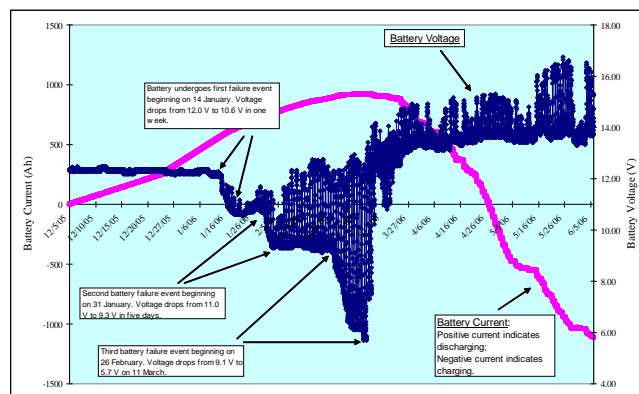 1500
1000
500
0
-500
-1000
-1500
Battery Current (Ah)
18.00
16.00
14.00
12.00
10.00
8.00
6.00
4.00
Battery Voltage (V)
12/5/05
12/10/05
12/15/05
12/20/05
12/27/05
1/6/06
1/16/06
1/26/06
3/27/06
4/6/06
4/16/06
4/26/06
5/16/06
5/26/06
6/5/06
Battery Voltage
Battery undergoes first failure event
beginning on 14 January. Voltage
drops from 12.0 V to 10.6 V in one
week.
Second battery failure event beginning
on 31 January. Voltage drops from 11.0
V to 9.3 V in five days.
Third battery failure event beginning on
26 February. Voltage drops from 9.1 V to
5.7 V on 11 March.
Battery Current:
Positive current indicates
discharging;
Negative current indicates
charging.